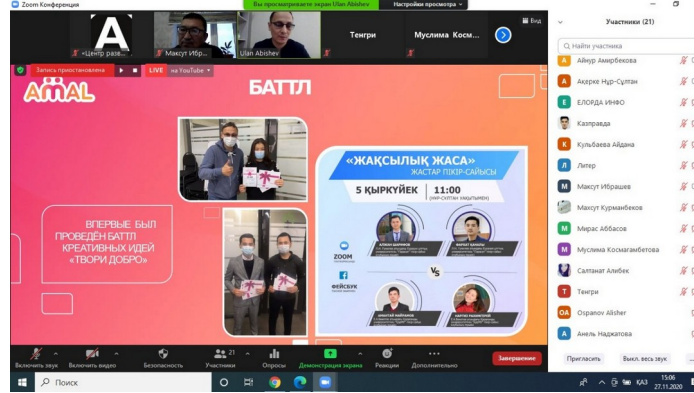 Zoom Конференция
Вы просматриваете экран Ulan Abishev
Настройки просмотра
Вид
A
«Центр разв...
Максут Ибр...
Ulan Abishev
Тенгри
Муслима Косм...
Запись приостановлена
LIVE
на YouTube
AMAL
БАТТЛ
ВПЕРВЫЕ БЫЛ
ПРОВЕДЁН БАТТЛ
КРЕАТИВНЫХ ИДЕЙ
«ТВОРИ ДОБРО»
«ЖАҚСЫЛЫҚ ЖАСА»
ЖАСТАР ПІКІР-САЙЫСЫ
5 ҚЫРКҮЙЕК
11:00
(НҰР-СҰЛТАН УАҚЫТЫМЕН)
ZOOM
ФЕЙСБУК
VS
Включить звук
Включить видео
Безопасность
21
Участники
Опросы
Демонстрация экрана
Реакции
Дополнительно
Завершение
Участники (21)
Найти участника
А Айнур Амирбекова
А Акерке Нұр-Сұлтан
Е ЕЛОРДА ИНФО
Казправда
К Кульбаева Айдана
Л Литер
М Максут Ибрашев
Махсут Курманбеков
М Мирас Аббасов
М Муслима Космагамбетова
Салтанат Алибек
Т Тенгри
OA Ospanov Alisher
А Анель Наджатова
Пригласить
Выкл. весь звук
...
Поиск
ҚАЗ
15:06
27.11.2020